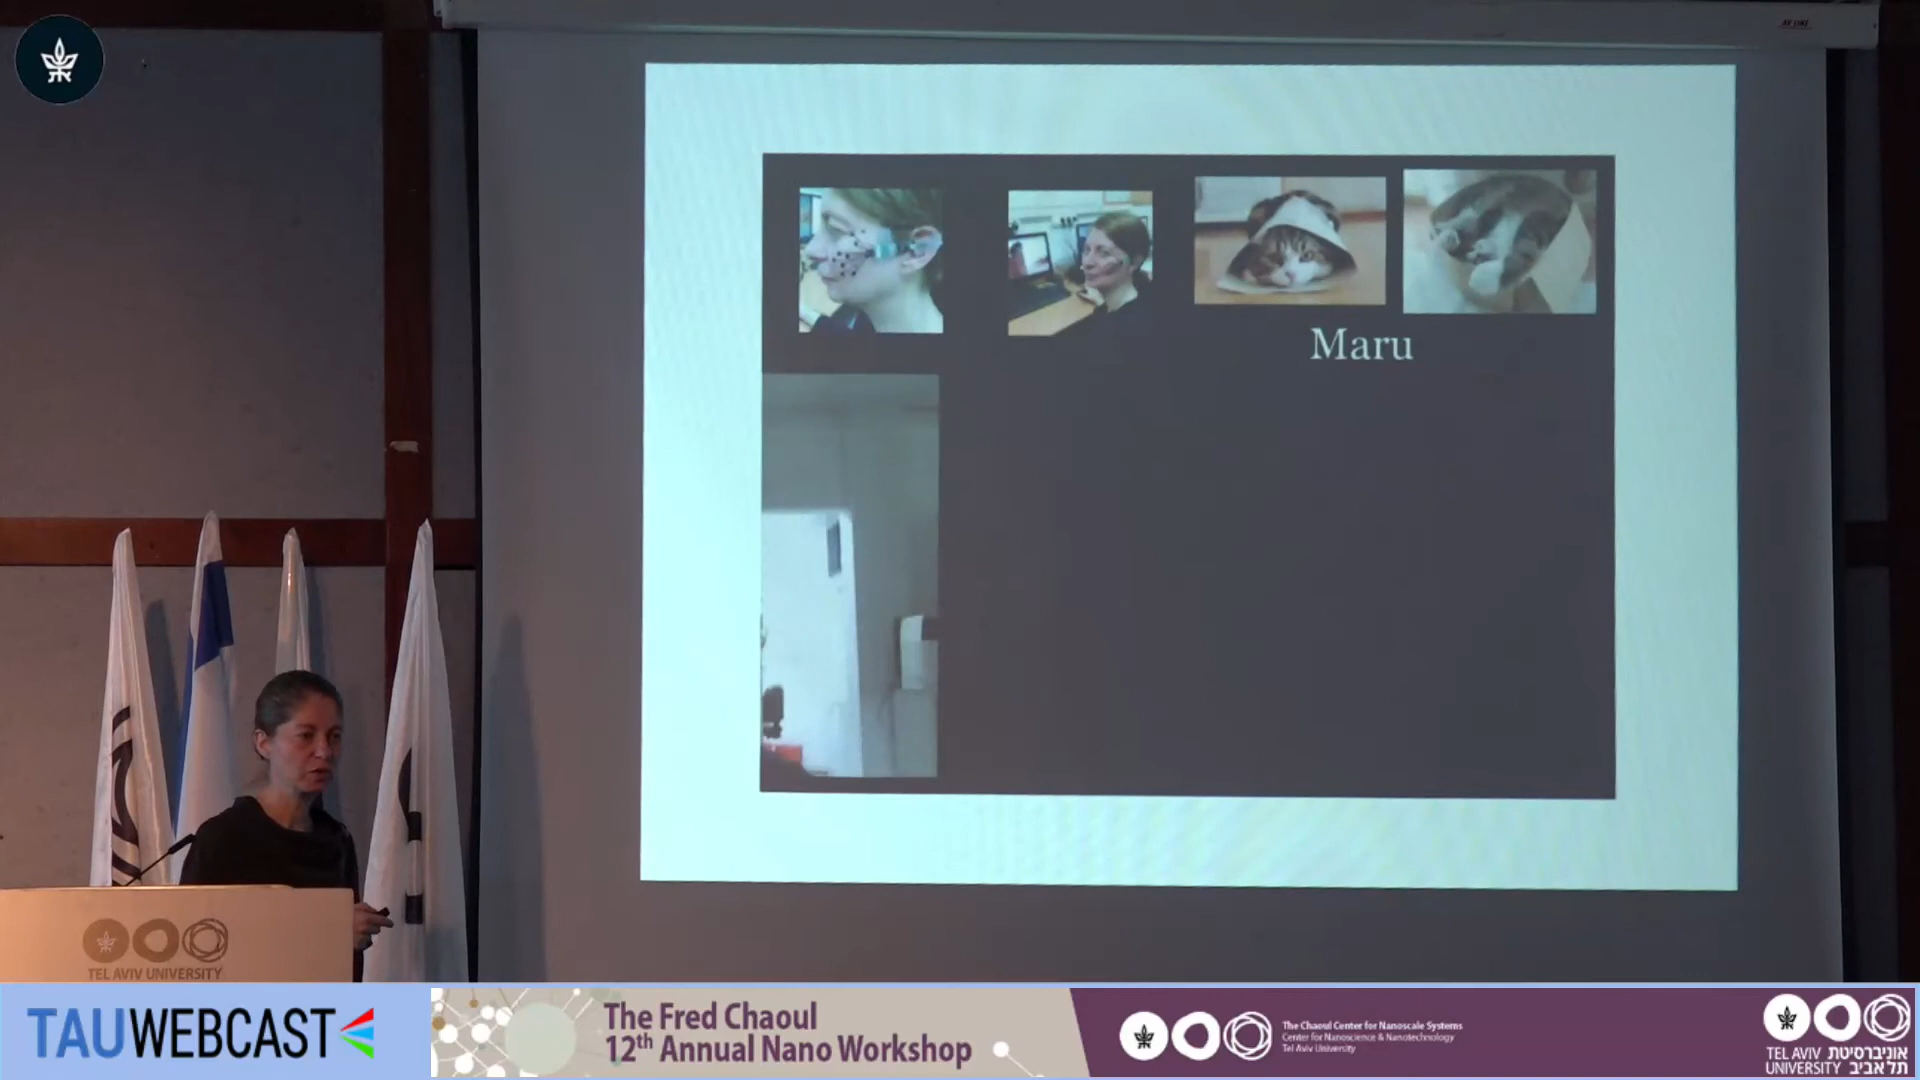 Maru
TEL AVIV UNIVERSITY
TAUWEBCAST
The Fred Chaoul
12th Annual Nano Workshop
The Chaoul Center for Nanoscale Systems
Center for Nanoscience & Nanotechnology
Tel Aviv University
TEL AVIV אוניברסיטת
UNIVERSITY תל אביב